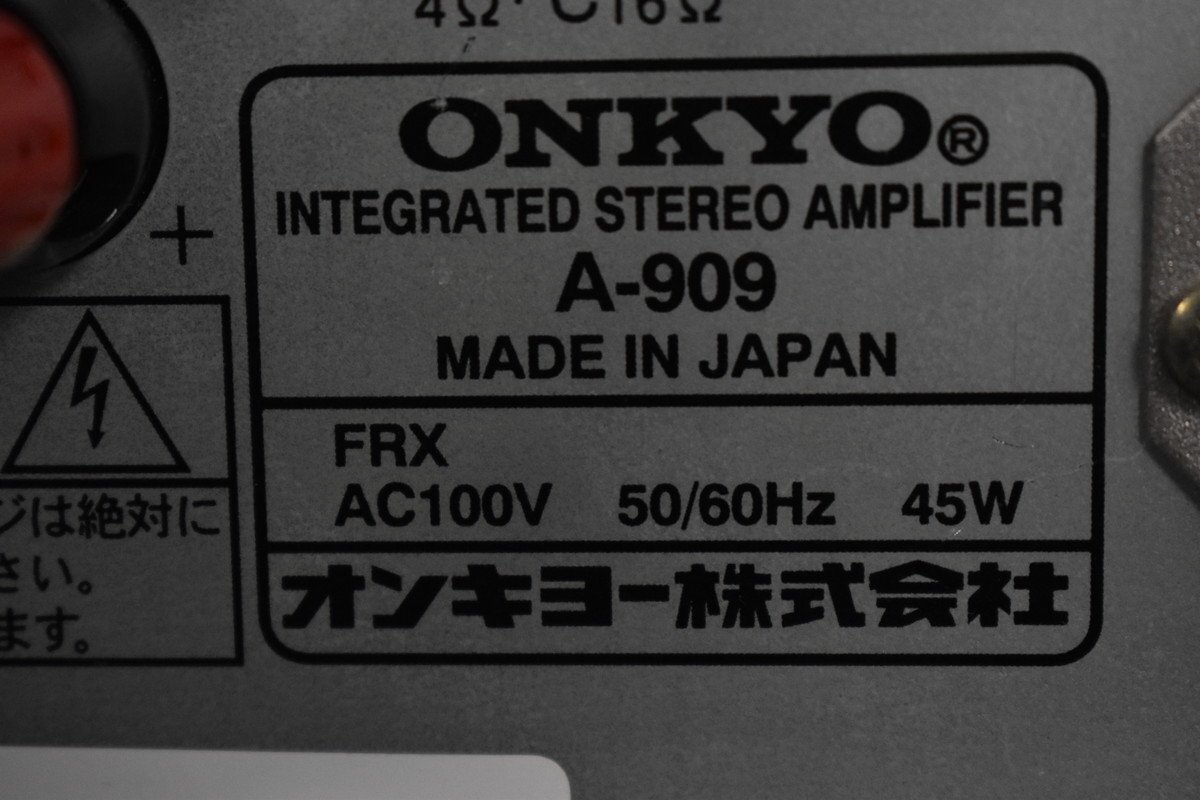 4Ω· C16Ω
ONKYO®
INTEGRATED STEREO AMPLIFIER
A-909
MADE IN JAPAN
FRX
AC100V 50/60Hz 45W
オンキヨー株式会社
+
ジは絶対に
さい。
ます。